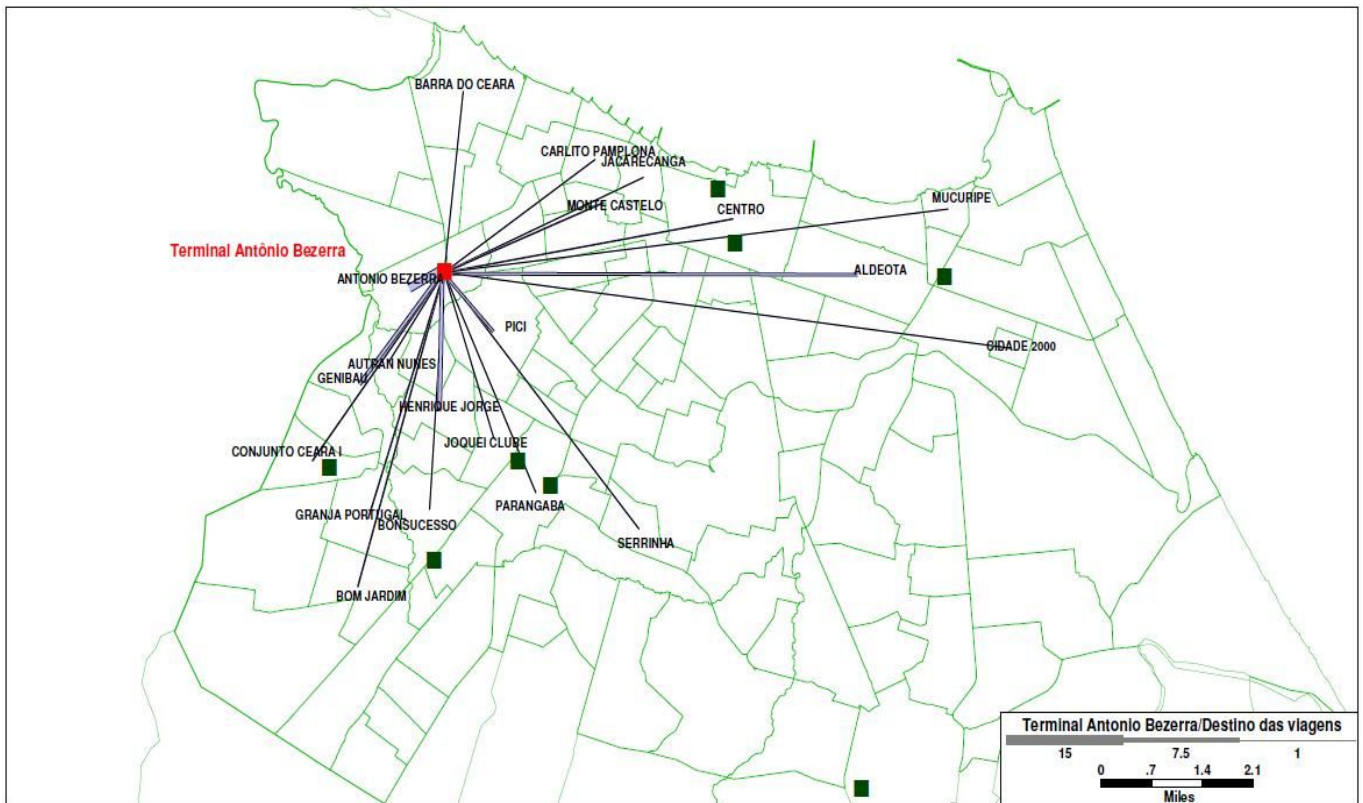 BARRA DO CEARA
CARLITO PAMPLONA
JACARECANGA
MONTE CASTELO
CENTRO
MUCURIPE
Terminal Antônio Bezerra
ANTONIO BEZERRA
ALDEOTA
PICI
CIDADE 2000
AUTRAN NUNES
GENIBAU
HENRIQUE JORGE
JOQUEI CLUBE
CONJUNTO CEARA I
PARANGABA
GRANJA PORTUGAL
BONSUCESSO
SERRINHA
BOM JARDIM
Terminal Antonio Bezerra/Destino das viagens
15 7.5 1
0 .7 1.4 2.1
Miles